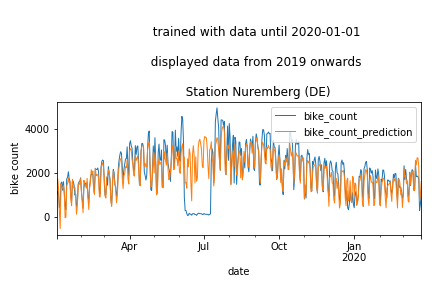 trained with data until 2020-01-01
displayed data from 2019 onwards
Station Nuremberg (DE)
bike_count
bike_count_prediction
bike count
4000
2000
0
Apr
Jul
Oct
Jan
2020
date